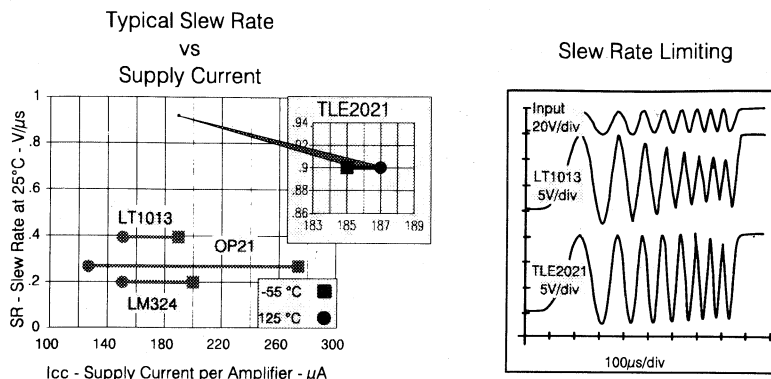 Typical Slew Rate
vs
Supply Current
SR - Slew Rate at 25°C - V/µs
1
.8
.6
.4
.2
0
TLE2021
.94
.92
.9
.88
.86
183
185
187
189
LT1013
OP21
LM324
-55 °C
125 °C
100
140
180
220
260
300
Icc - Supply Current per Amplifier - µA
Slew Rate Limiting
Input
20V/div
LT1013
5V/div
TLE2021
5V/div
100µs/div